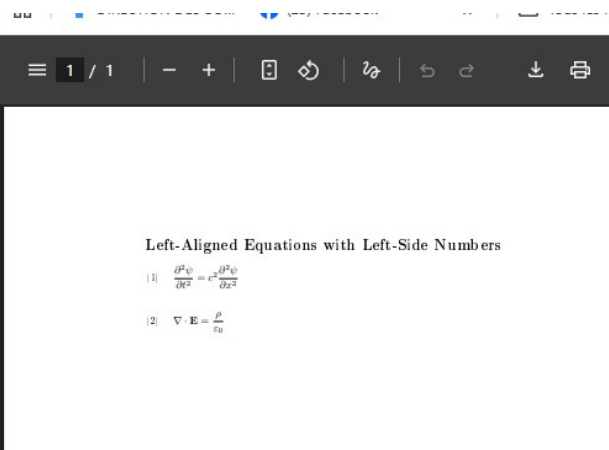 1 / 1
Left-Aligned Equations with Left-Side Numbers
|1| ∂²ψ/∂t² = c² ∂²ψ/∂x²
|2| ∇ · E = ρ/ε₀